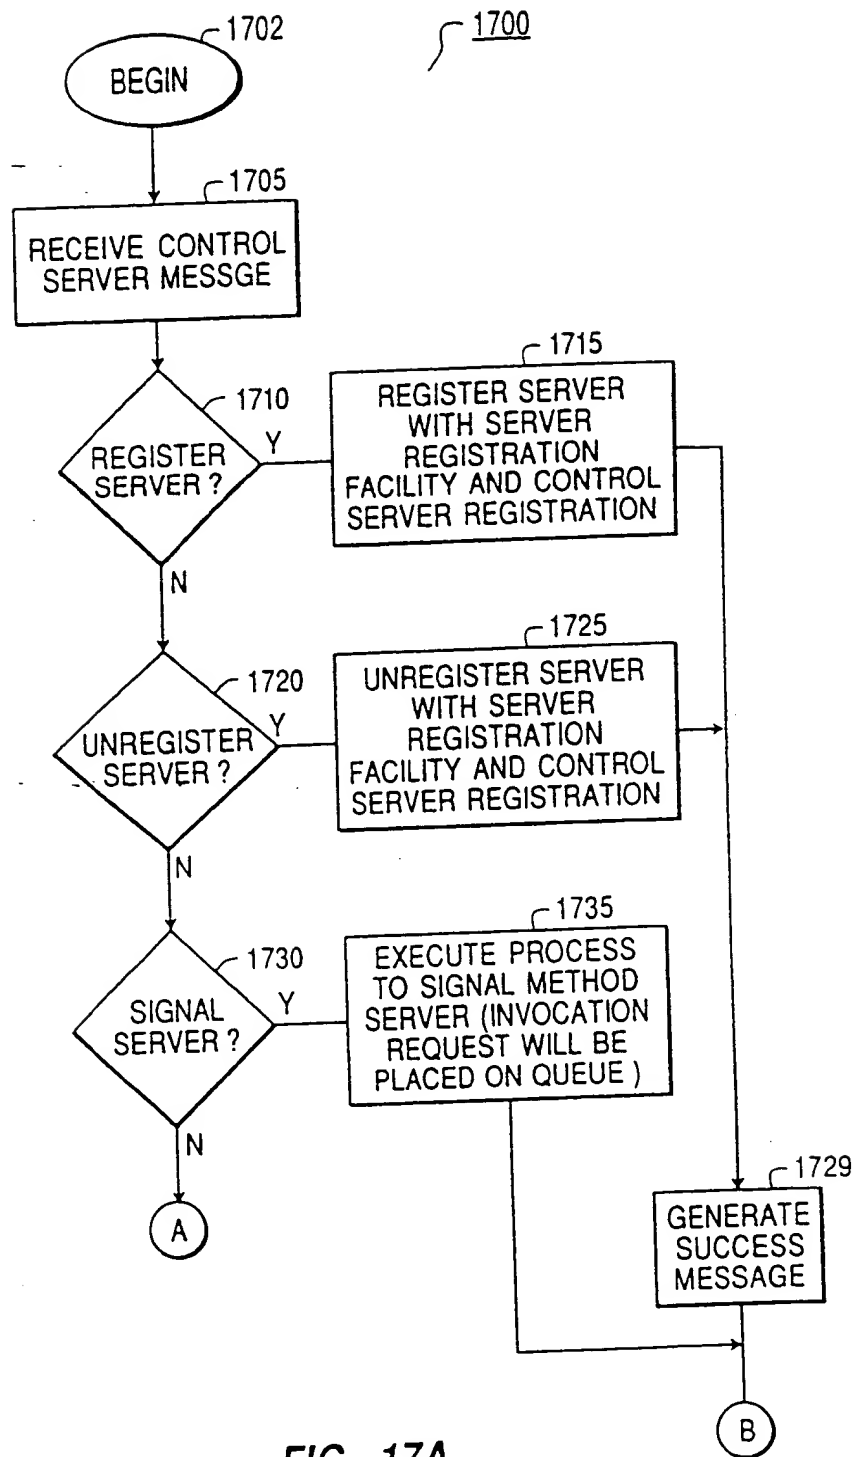 1702
1700
BEGIN
1705
RECEIVE CONTROL
SERVER MESSGE
1715
1710
REGISTER
SERVER ?
Y
REGISTER SERVER
WITH SERVER
REGISTRATION
FACILITY AND CONTROL
SERVER REGISTRATION
N
1725
1720
UNREGISTER
SERVER ?
Y
UNREGISTER SERVER
WITH SERVER
REGISTRATION
FACILITY AND CONTROL
SERVER REGISTRATION
N
1735
1730
SIGNAL
SERVER ?
Y
EXECUTE PROCESS
TO SIGNAL METHOD
SERVER (INVOCATION
REQUEST WILL BE
PLACED ON QUEUE )
N
A
1729
GENERATE
SUCCESS
MESSAGE
B
FIG. 17A